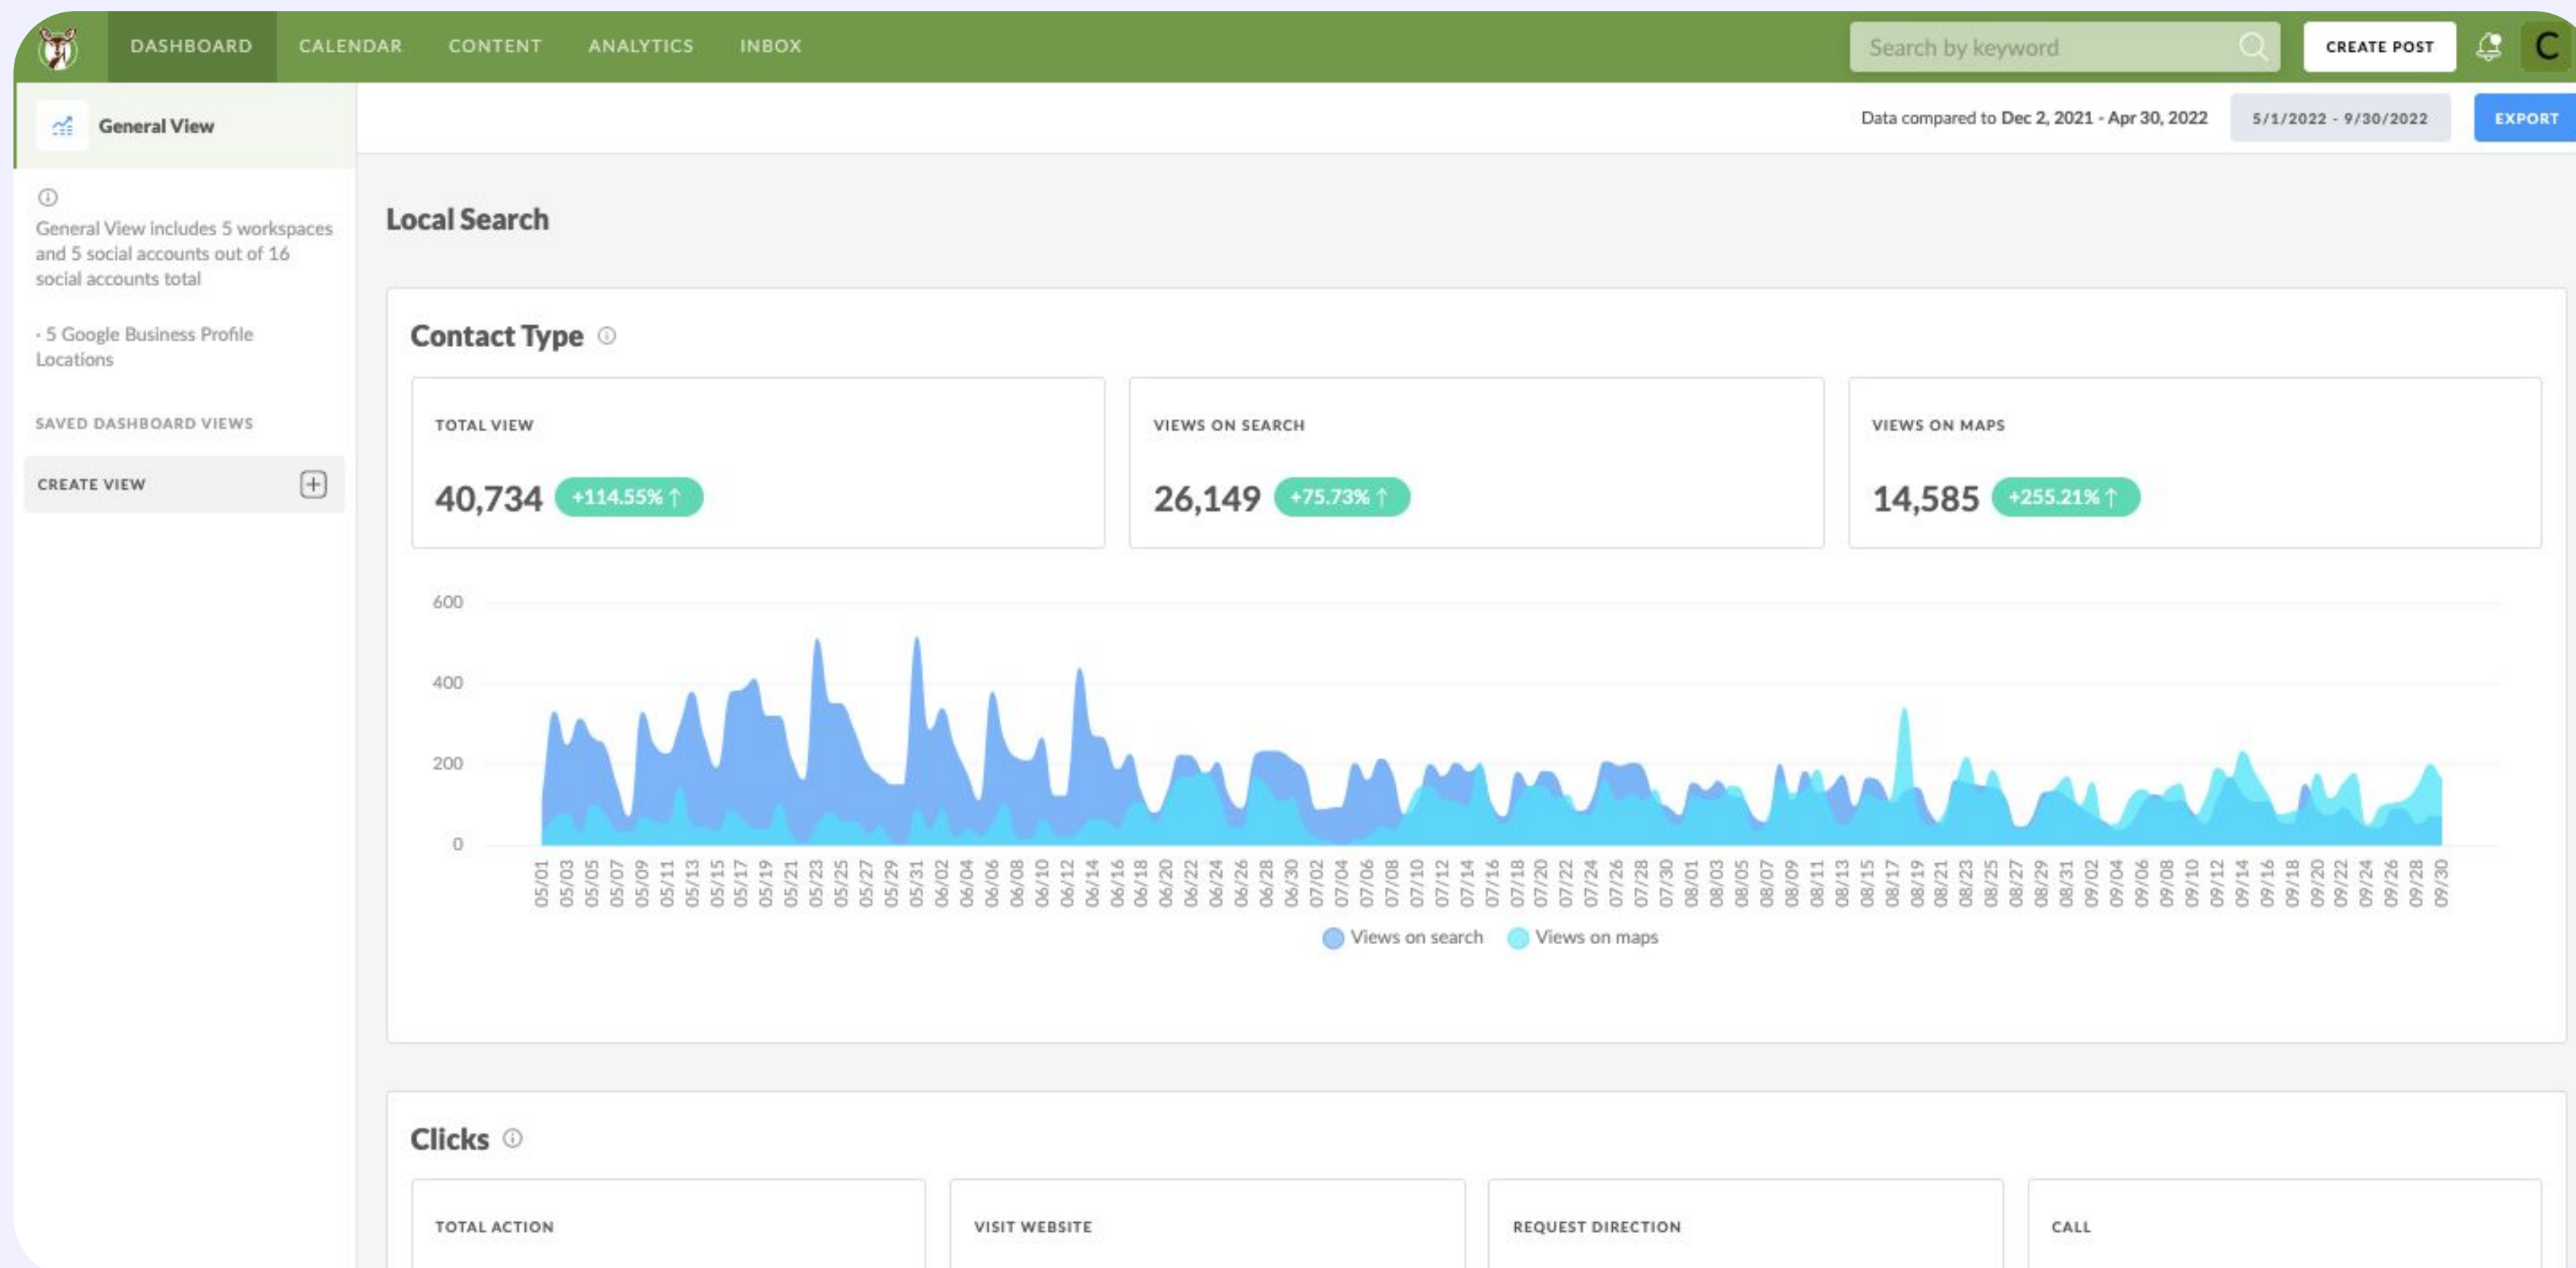 DASHBOARD CALENDAR CONTENT ANALYTICS INBOX Search by keyword CREATE POST C
General View
Data compared to Dec 2, 2021 - Apr 30, 2022 5/1/2022 - 9/30/2022 EXPORT
General View includes 5 workspaces
and 5 social accounts out of 16
social accounts total
- 5 Google Business Profile
Locations
SAVED DASHBOARD VIEWS
CREATE VIEW
Local Search
Contact Type
TOTAL VIEW
40,734 +114.55% ↑
VIEWS ON SEARCH
26,149 +75.73% ↑
VIEWS ON MAPS
14,585 +255.21% ↑
600
400
200
0
05/01 05/03 05/05 05/07 05/09 05/11 05/13 05/15 05/17 05/19 05/21 05/23 05/25 05/27 05/29 05/31 06/02 06/04 06/06 06/08 06/10 06/12 06/14 06/16 06/18 06/20 06/22 06/24 06/26 06/28 06/30 07/02 07/04 07/06 07/08 07/10 07/12 07/14 07/16 07/18 07/20 07/22 07/24 07/26 07/28 07/30 08/01 08/03 08/05 08/07 08/09 08/11 08/13 08/15 08/17 08/19 08/21 08/23 08/25 08/27 08/29 08/31 09/02 09/04 09/06 09/08 09/10 09/12 09/14 09/16 09/18 09/20 09/22 09/24 09/26 09/28 09/30
Views on search Views on maps
Clicks
TOTAL ACTION
VISIT WEBSITE
REQUEST DIRECTION
CALL